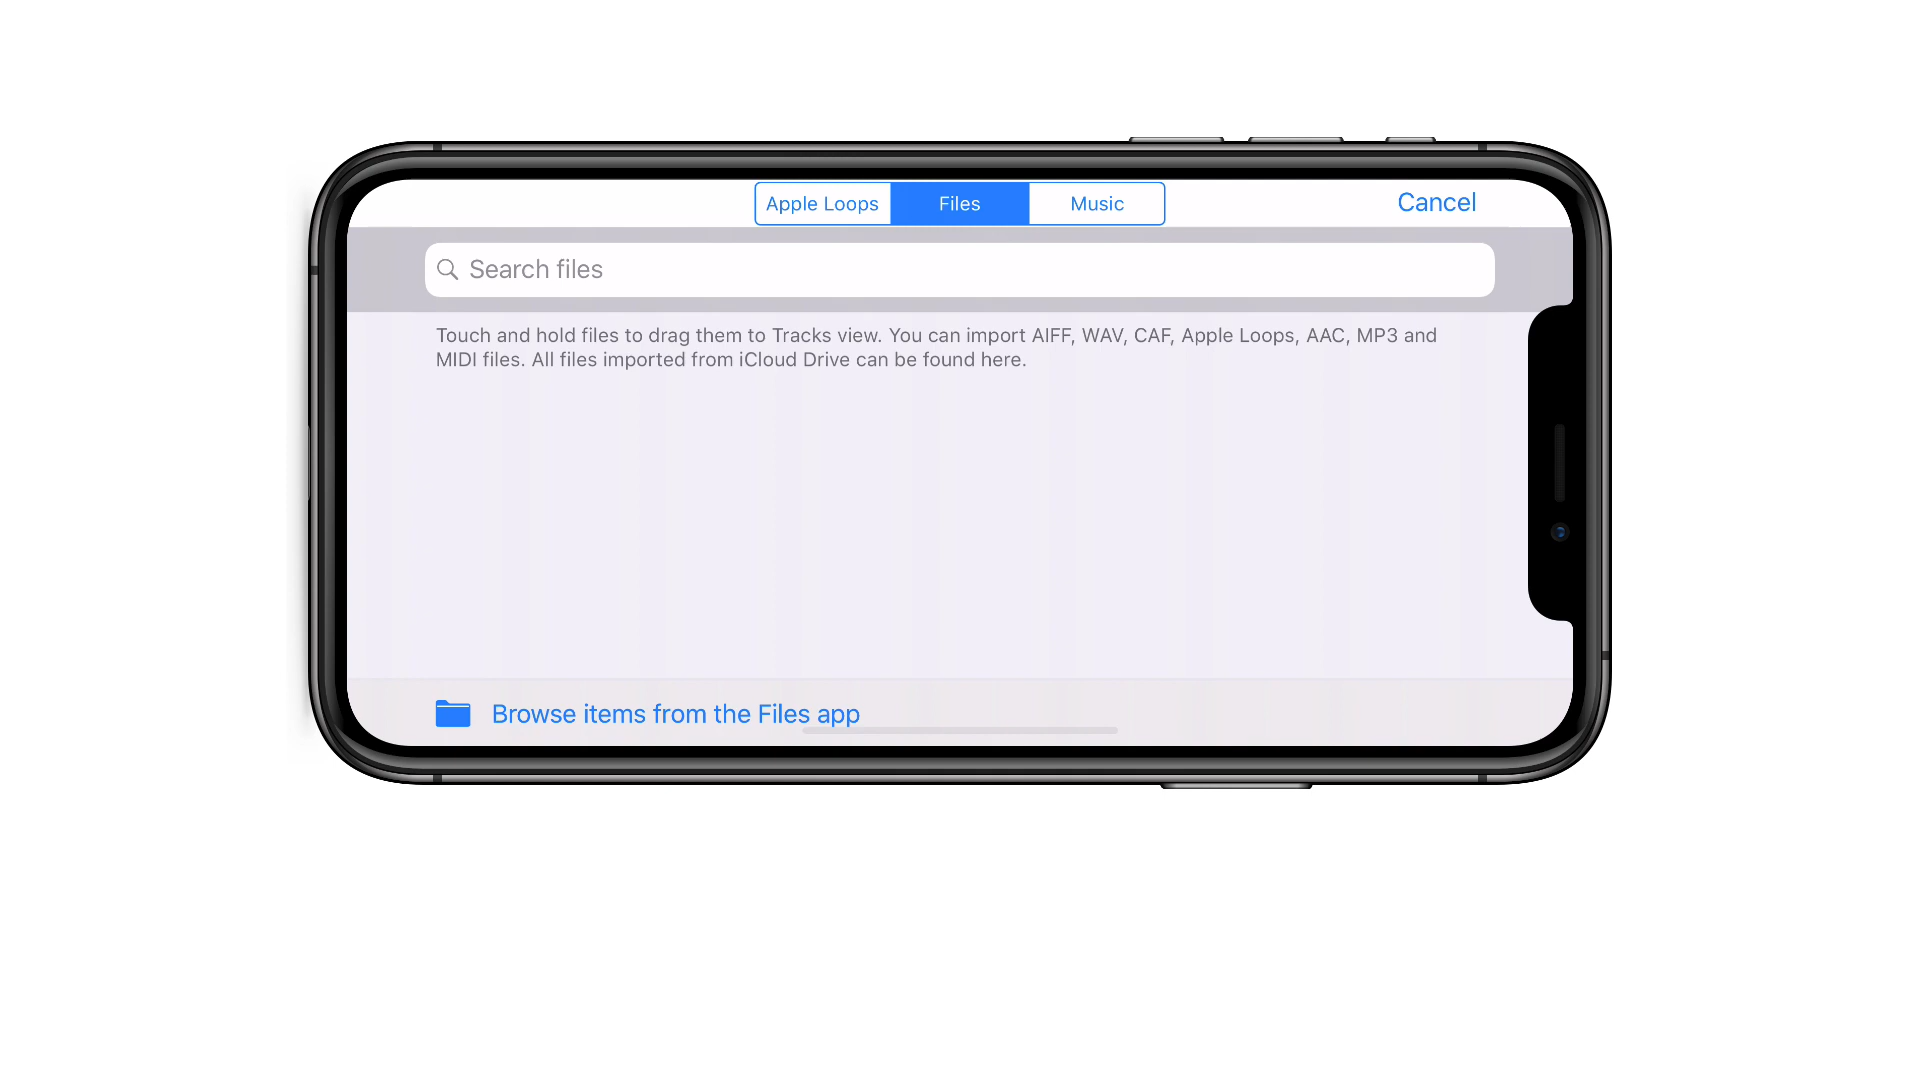 Apple Loops Files Music Cancel
Search files
Touch and hold files to drag them to Tracks view. You can import AIFF, WAV, CAF, Apple Loops, AAC, MP3 and
MIDI files. All files imported from iCloud Drive can be found here.
Browse items from the Files app